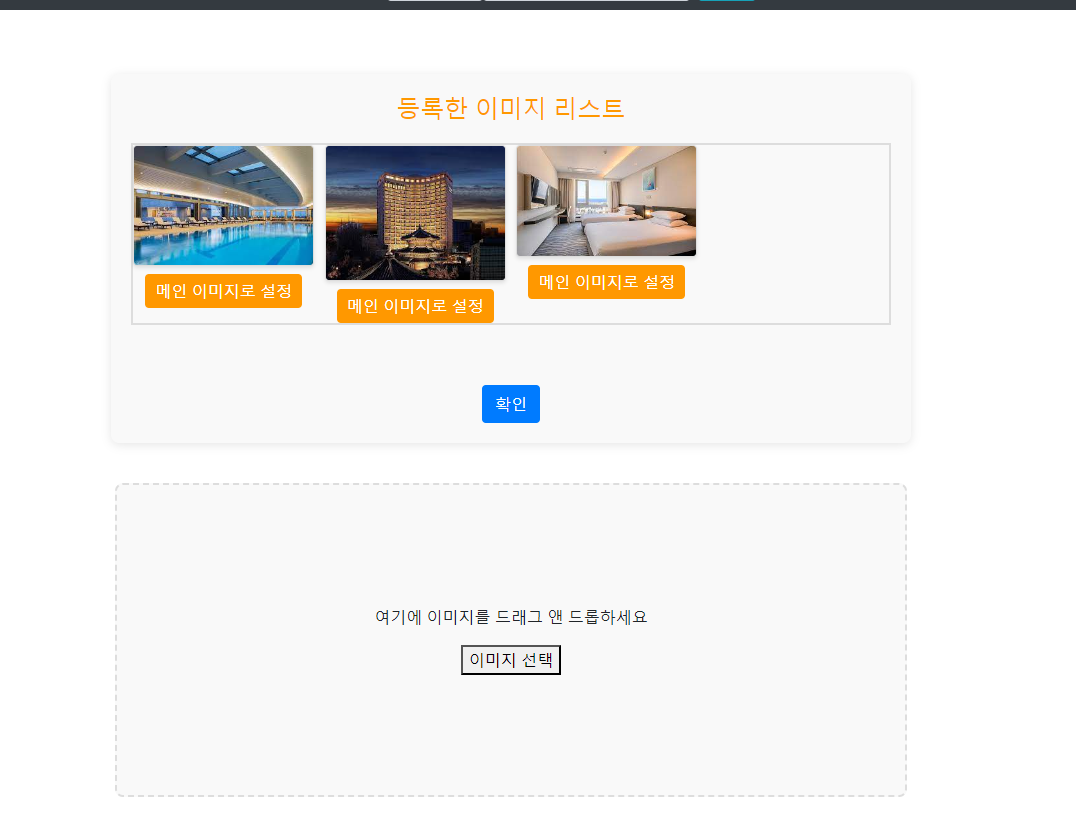 등록한 이미지 리스트
메인 이미지로 설정
메인 이미지로 설정
메인 이미지로 설정
확인
여기에 이미지를 드래그 앤 드롭하세요
이미지 선택